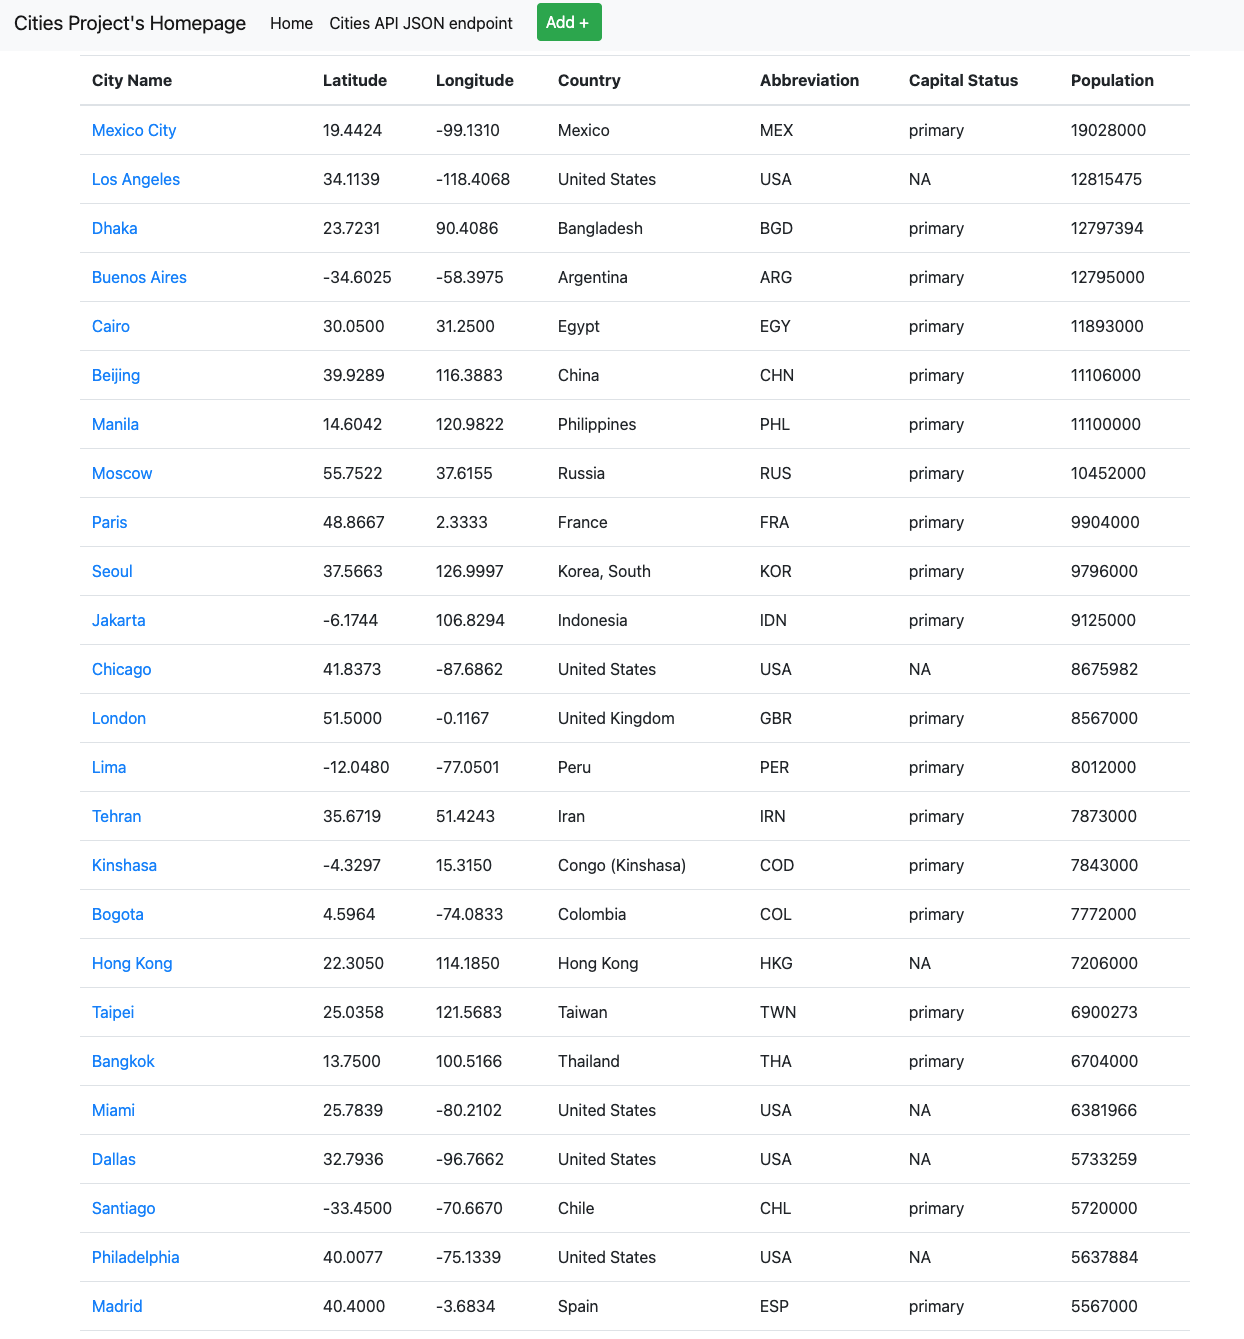 Cities Project's Homepage Home Cities API JSON endpoint Add +
City Name Latitude Longitude Country Abbreviation Capital Status Population
Mexico City 19.4424 -99.1310 Mexico MEX primary 19028000
Los Angeles 34.1139 -118.4068 United States USA NA 12815475
Dhaka 23.7231 90.4086 Bangladesh BGD primary 12797394
Buenos Aires -34.6025 -58.3975 Argentina ARG primary 12795000
Cairo 30.0500 31.2500 Egypt EGY primary 11893000
Beijing 39.9289 116.3883 China CHN primary 11106000
Manila 14.6042 120.9822 Philippines PHL primary 11100000
Moscow 55.7522 37.6155 Russia RUS primary 10452000
Paris 48.8667 2.3333 France FRA primary 9904000
Seoul 37.5663 126.9997 Korea, South KOR primary 9796000
Jakarta -6.1744 106.8294 Indonesia IDN primary 9125000
Chicago 41.8373 -87.6862 United States USA NA 8675982
London 51.5000 -0.1167 United Kingdom GBR primary 8567000
Lima -12.0480 -77.0501 Peru PER primary 8012000
Tehran 35.6719 51.4243 Iran IRN primary 7873000
Kinshasa -4.3297 15.3150 Congo (Kinshasa) COD primary 7843000
Bogota 4.5964 -74.0833 Colombia COL primary 7772000
Hong Kong 22.3050 114.1850 Hong Kong HKG NA 7206000
Taipei 25.0358 121.5683 Taiwan TWN primary 6900273
Bangkok 13.7500 100.5166 Thailand THA primary 6704000
Miami 25.7839 -80.2102 United States USA NA 6381966
Dallas 32.7936 -96.7662 United States USA NA 5733259
Santiago -33.4500 -70.6670 Chile CHL primary 5720000
Philadelphia 40.0077 -75.1339 United States USA NA 5637884
Madrid 40.4000 -3.6834 Spain ESP primary 5567000